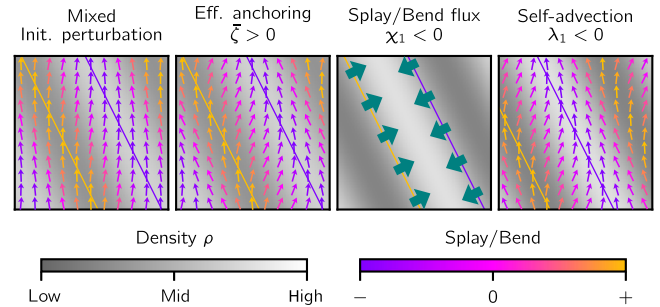 Mixed
Init. perturbation
Eff. anchoring
ζ̄ > 0
Splay/Bend flux
χ₁ < 0
Self-advection
λ₁ < 0
Density ρ
Low Mid High
Splay/Bend
− 0 +